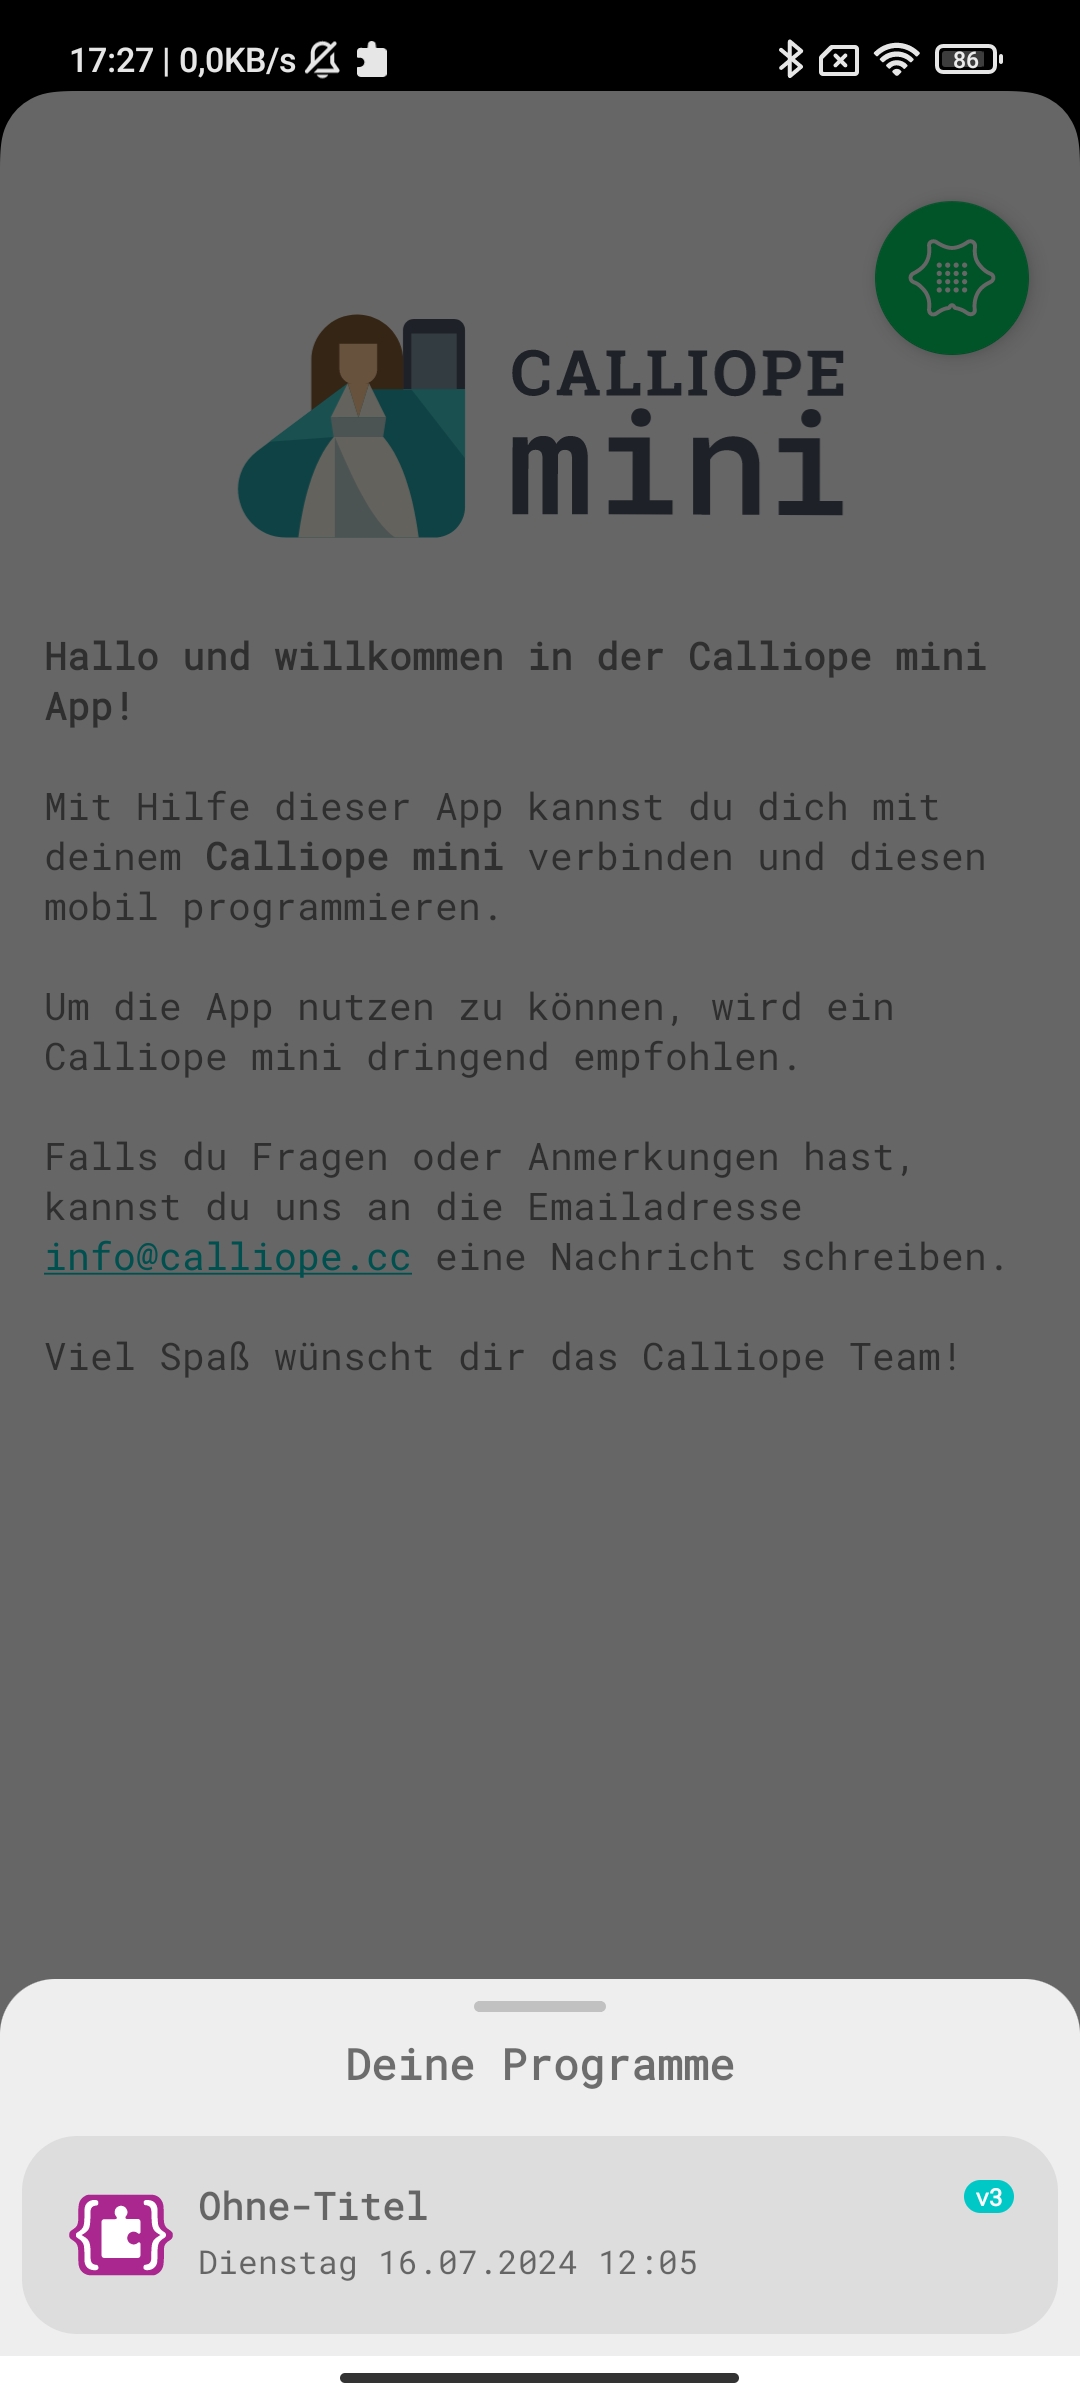 17:27 | 0,0KB/s
86
CALLIOPE
mini
Hallo und willkommen in der Calliope mini
App!
Mit Hilfe dieser App kannst du dich mit
deinem Calliope mini verbinden und diesen
mobil programmieren.
Um die App nutzen zu können, wird ein
Calliope mini dringend empfohlen.
Falls du Fragen oder Anmerkungen hast,
kannst du uns an die Emailadresse
info@calliope.cc eine Nachricht schreiben.
Viel Spaß wünscht dir das Calliope Team!
Deine Programme
Ohne-Titel
v3
Dienstag 16.07.2024 12:05